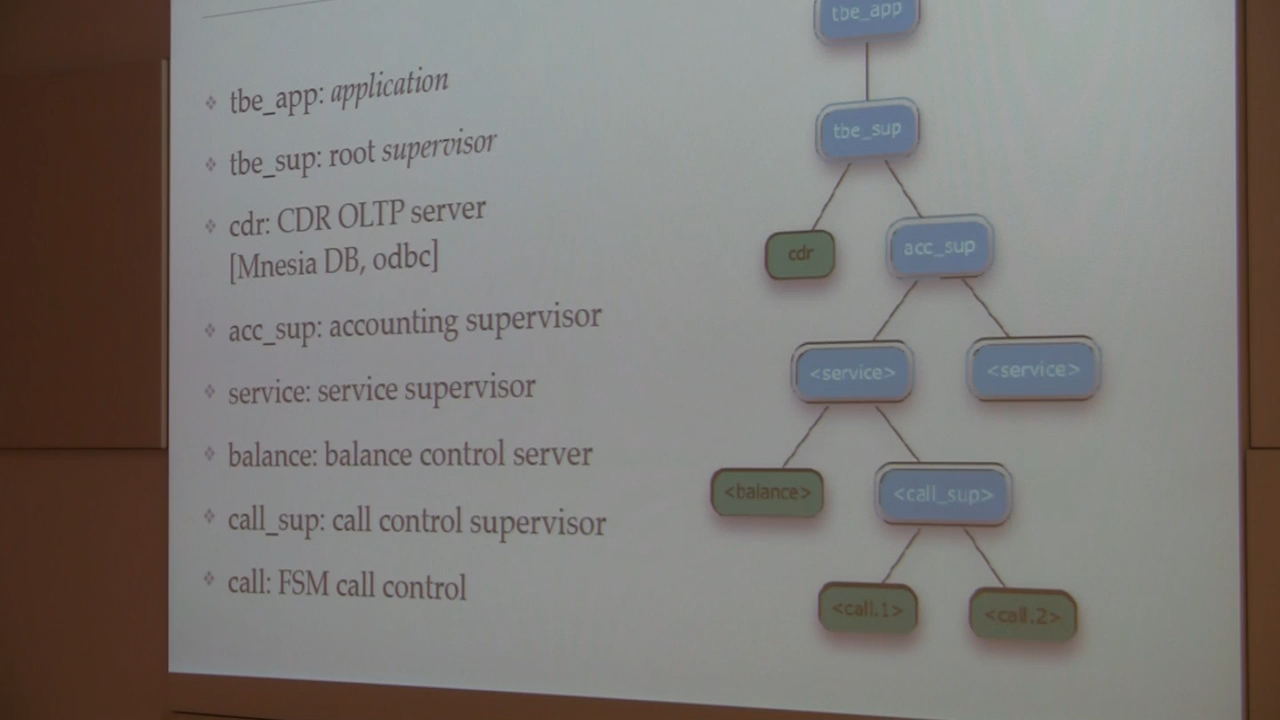 tbe_app: application
tbe_sup: root supervisor
cdr: CDR OLTP server
[Mnesia DB, odbc]
acc_sup: accounting supervisor
service: service supervisor
balance: balance control server
call_sup: call control supervisor
call: FSM call control
tbe_app
tbe_sup
cdr
acc_sup
<service>
<service>
<balance>
<call_sup>
<call.1>
<call.2>